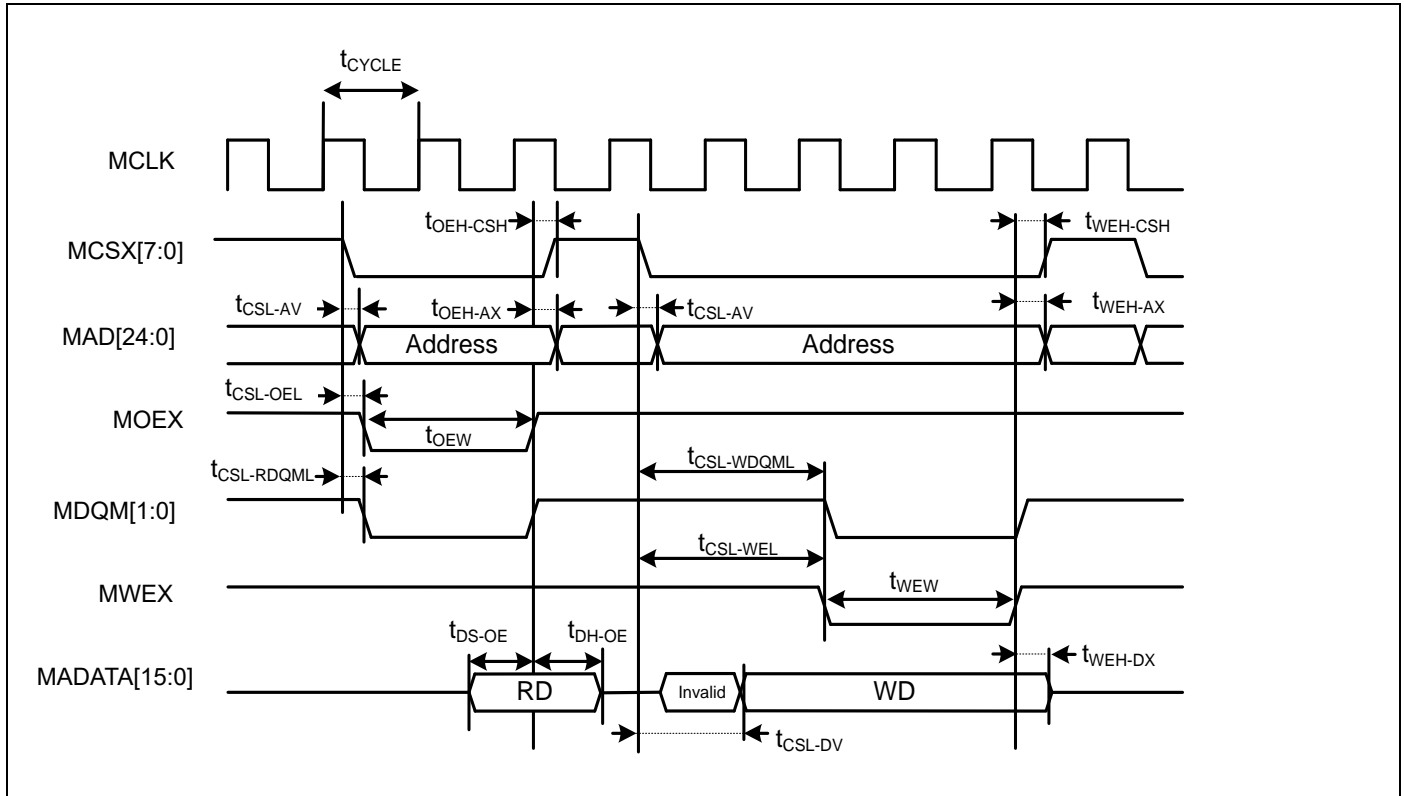 tCYCLE
MCLK
tOEH-CSH
tWEH-CSH
MCSX[7:0]
tCSL-AV
tOEH-AX
tCSL-AV
tWEH-AX
MAD[24:0]
Address
Address
tCSL-OEL
MOEX
tOEW
tCSL-WDQML
tCSL-RDQML
MDQM[1:0]
tCSL-WEL
tWEW
MWEX
tDS-OE
tDH-OE
tWEH-DX
MADATA[15:0]
RD
Invalid
WD
tCSL-DV